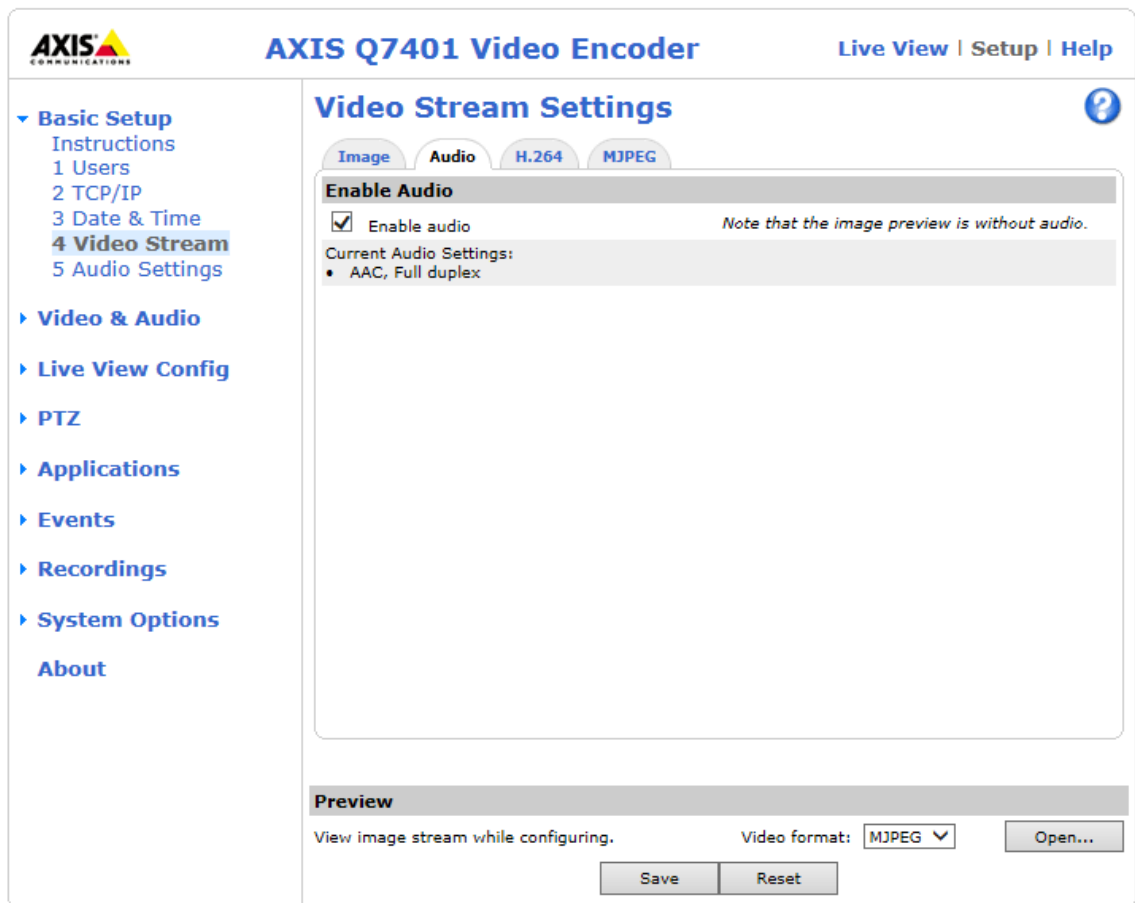 AXIS
COMMUNICATIONS
AXIS Q7401 Video Encoder
Live View | Setup | Help
Basic Setup
Instructions
1 Users
2 TCP/IP
3 Date & Time
4 Video Stream
5 Audio Settings
Video & Audio
Live View Config
PTZ
Applications
Events
Recordings
System Options
About
Video Stream Settings
Image Audio H.264 MJPEG
Enable Audio
Enable audio Note that the image preview is without audio.
Current Audio Settings:
• AAC, Full duplex
Preview
View image stream while configuring. Video format: MJPEG Open...
Save Reset